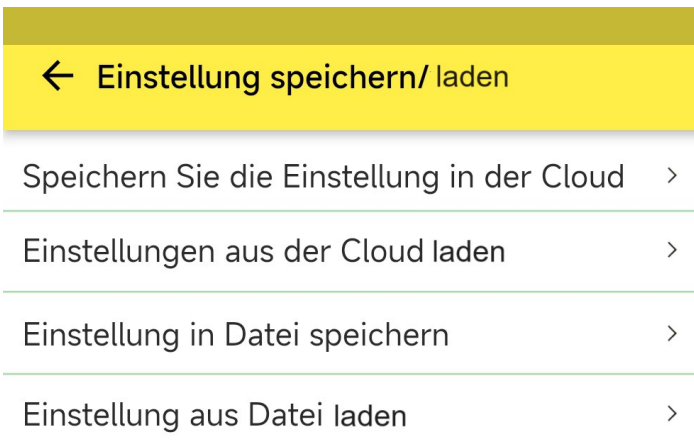 Einstellung speichern/ laden
Speichern Sie die Einstellung in der Cloud
Einstellungen aus der Cloud laden
Einstellung in Datei speichern
Einstellung aus Datei laden